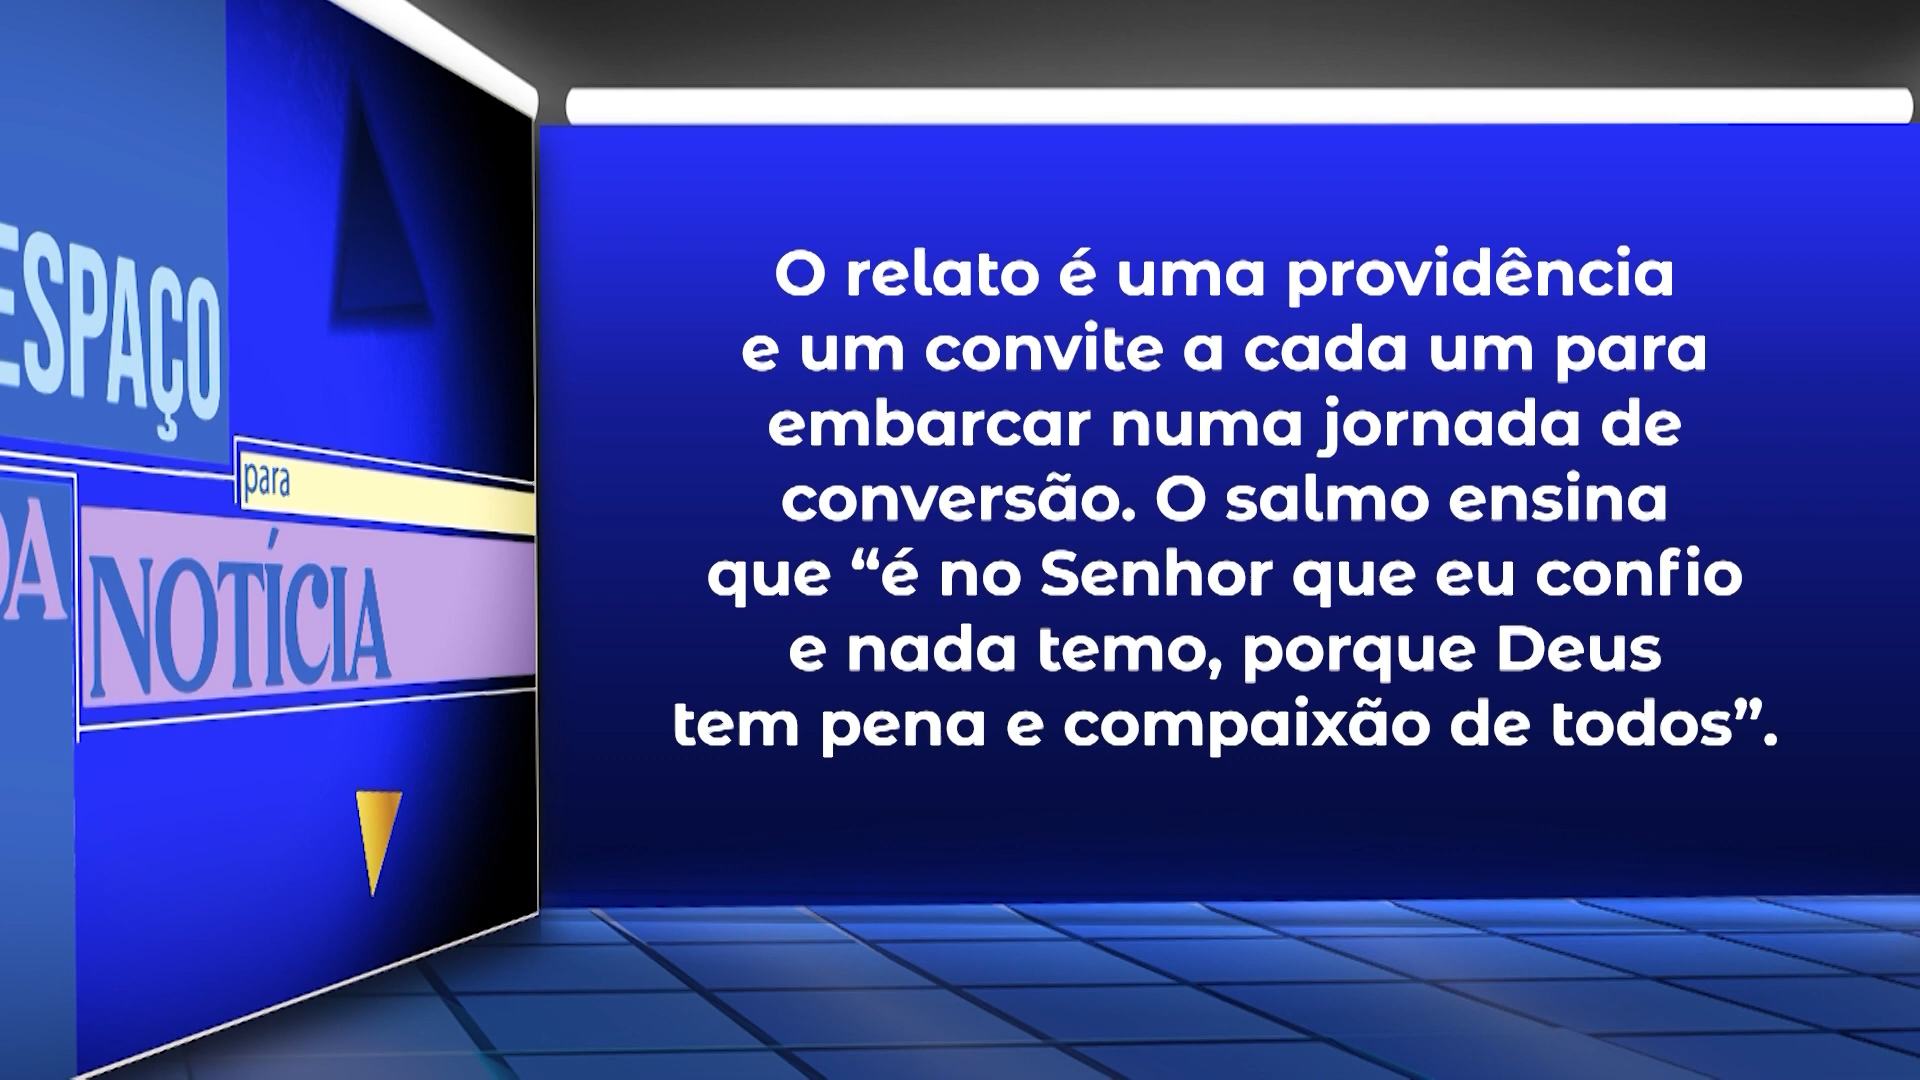 ESPAÇO
para
DA
NOTÍCIA
O relato é uma providência
e um convite a cada um para
embarcar numa jornada de
conversão. O salmo ensina
que “é no Senhor que eu confio
e nada temo, porque Deus
tem pena e compaixão de todos”.